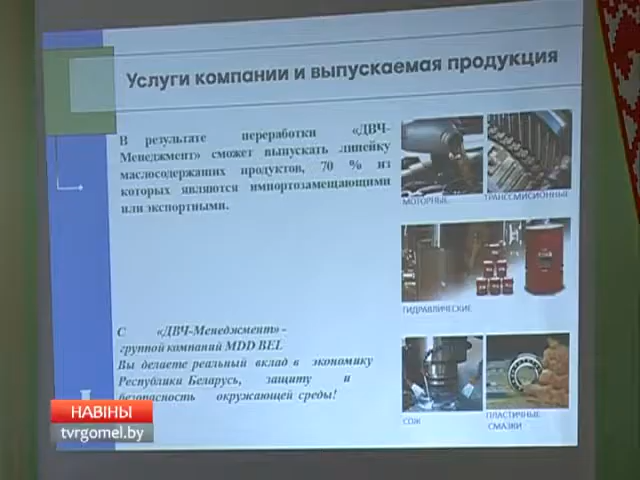 Услуги компании и выпускаемая продукция
В результате переработки «ДВЧ-
Менеджмент» сможет выпускать линейку
маслосодержащих продуктов, 70 % из
которых являются импортозамещающими
или экспортными.
МОТОРНЫЕ
ТРАНССМИСИОННЫЕ
ГИДРАВЛИЧЕСКИЕ
С «ДВЧ-Менеджмент» -
группой компаний MDD BEL
Вы делаете реальный вклад в экономику
Республики Беларусь, защиту и
безопасность окружающей среды!
СОЖ
ПЛАСТИЧНЫЕ
СМАЗКИ
НАВІНЫ
tvrgomel.by